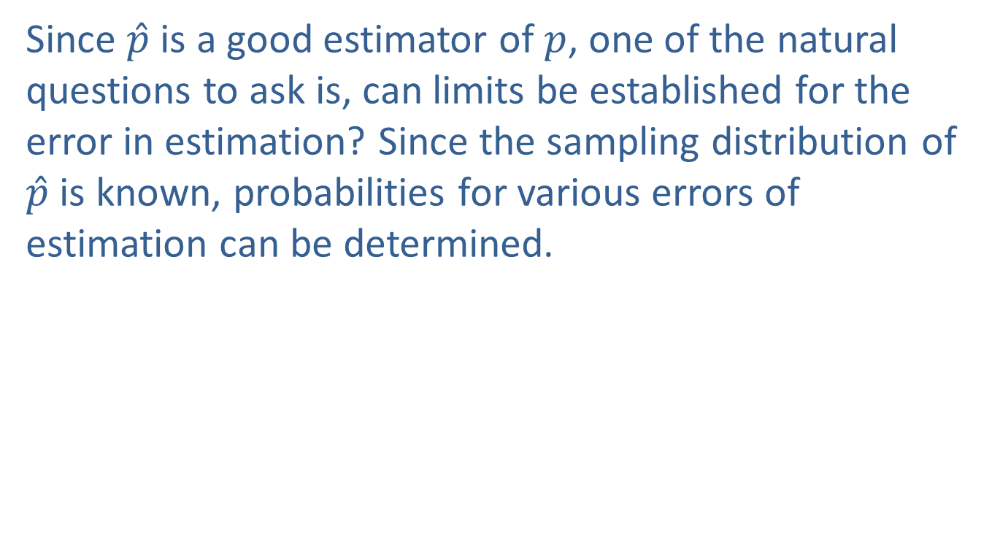 Since p̂ is a good estimator of p, one of the natural
questions to ask is, can limits be established for the
error in estimation? Since the sampling distribution of
p̂ is known, probabilities for various errors of
estimation can be determined.